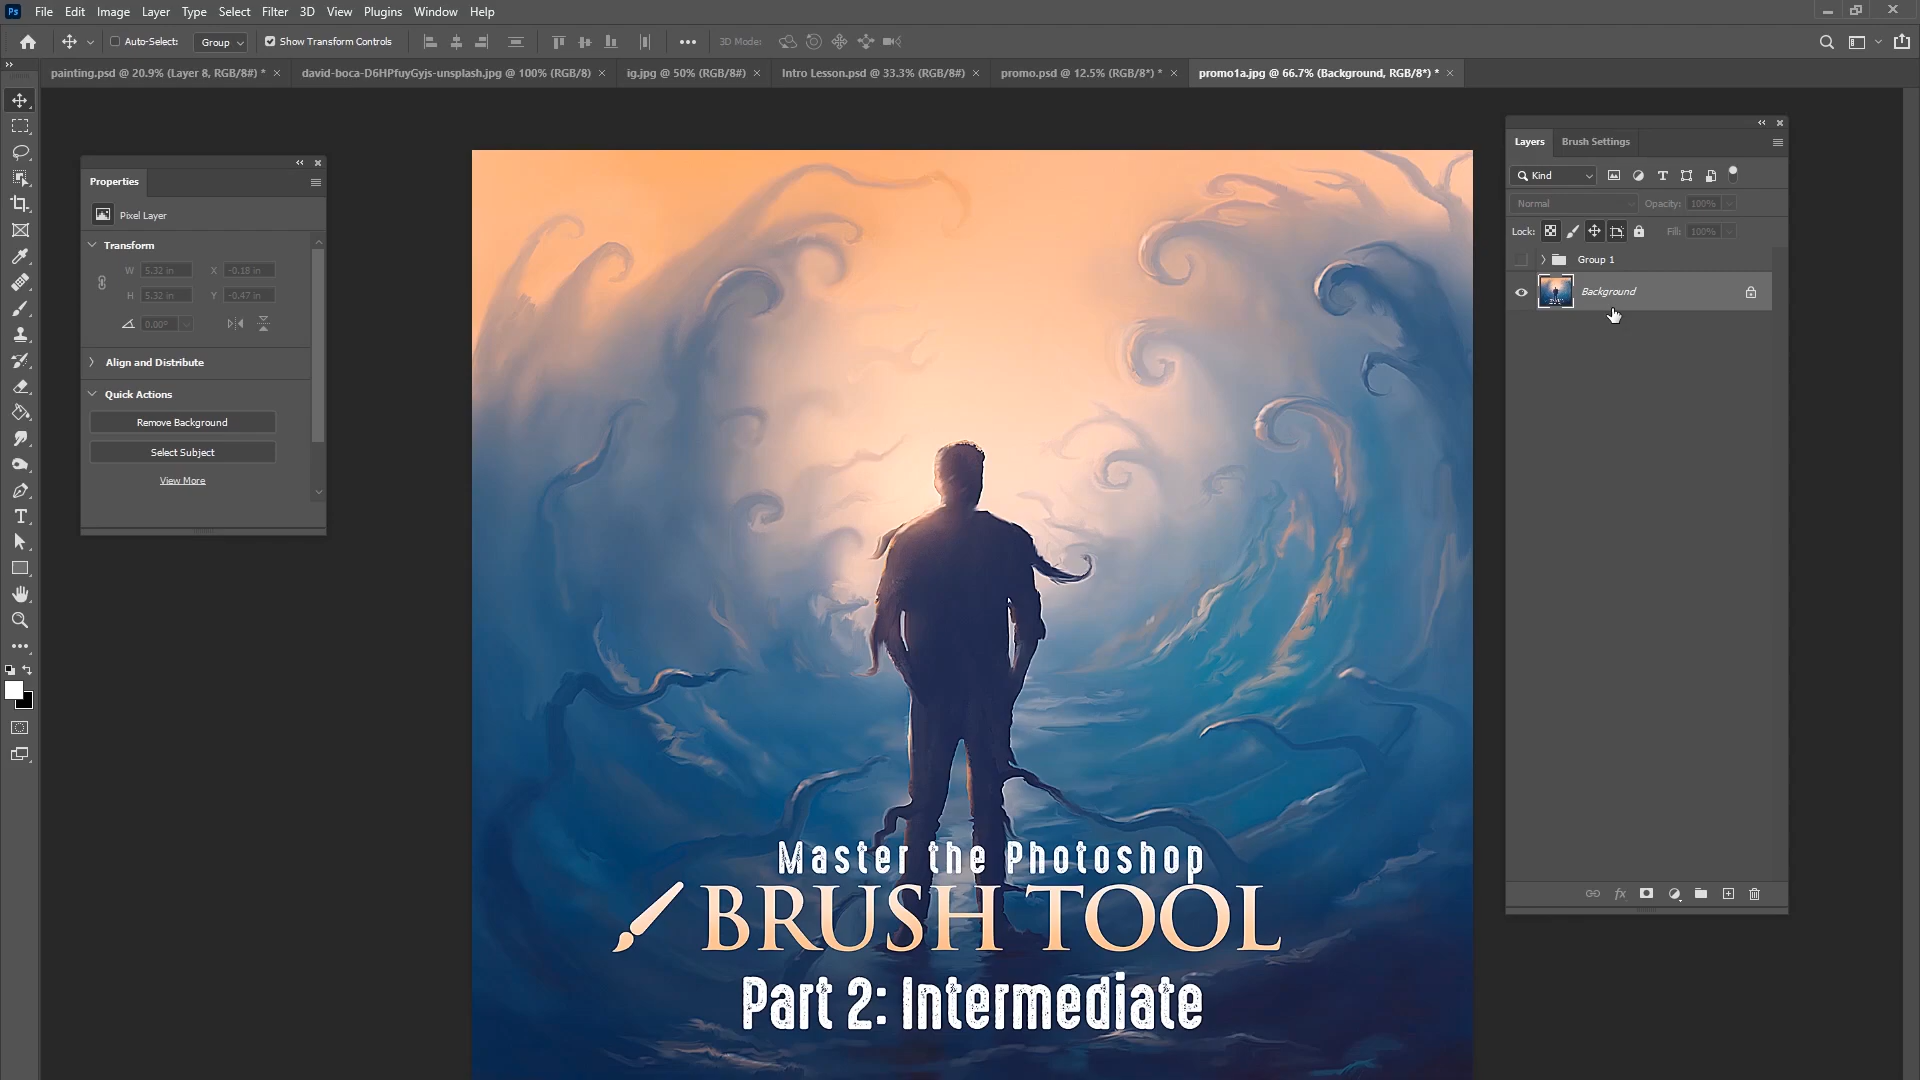 Ps File Edit Image Layer Type Select Filter 3D View Plugins Window Help
Auto-Select: Group Show Transform Controls 3D Mode:
painting.psd @ 20.9% (Layer 8, RGB/8#) * david-boca-D6HPfuyGyjs-unsplash.jpg @ 100% (RGB/8) ig.jpg @ 50% (RGB/8#) Intro Lesson.psd @ 33.3% (RGB/8#) promo.psd @ 12.5% (RGB/8*) * promo1a.jpg @ 66.7% (Background, RGB/8*) *
Properties
Pixel Layer
Transform
W 5.32 in X -0.18 in
H 5.32 in Y -0.47 in
0.00°
Align and Distribute
Quick Actions
Remove Background
Select Subject
View More
Master the Photoshop
BRUSH TOOL
Part 2: Intermediate
Layers Brush Settings
Kind
Normal Opacity: 100%
Lock: Fill: 100%
Group 1
Background
fx